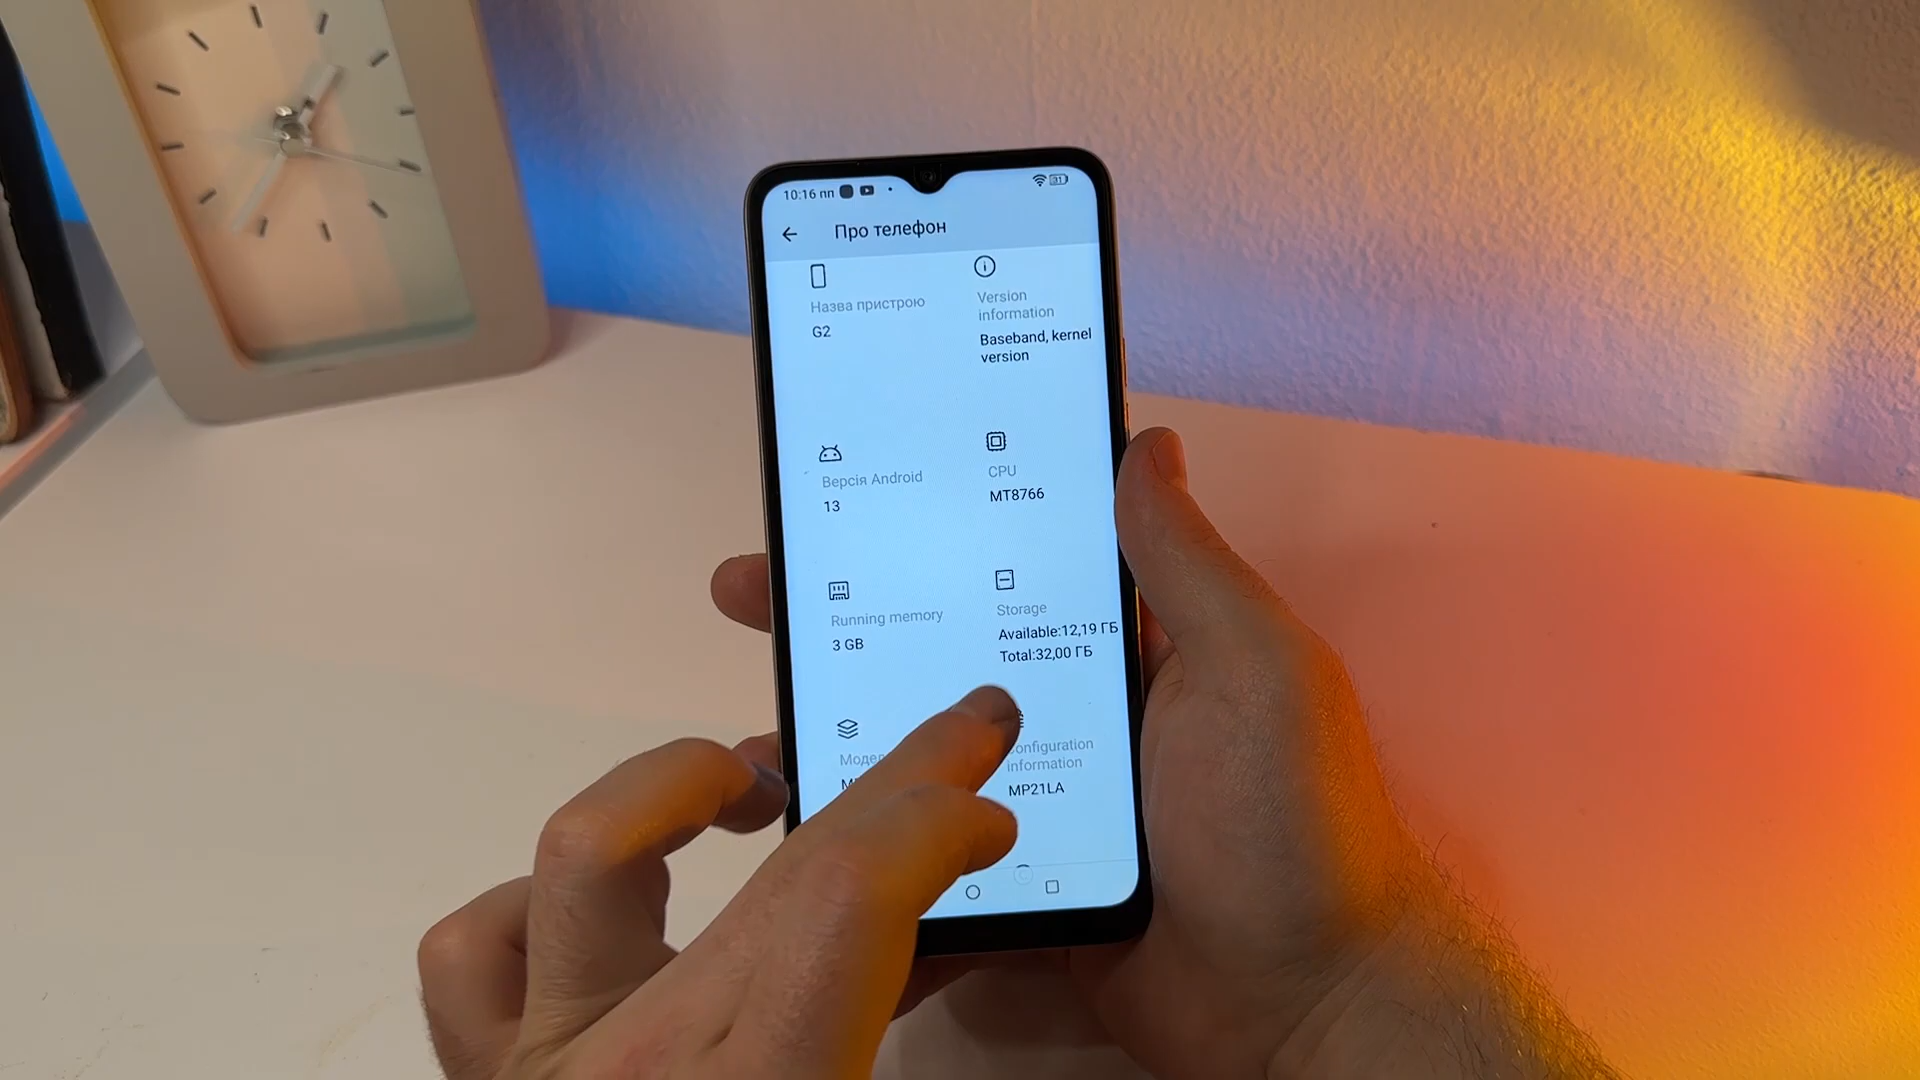 10:16 пп
31
Про телефон
Назва пристрою
G2
Version
information
Baseband, kernel
version
Версія Android
13
CPU
MT8766
Running memory
3 GB
Storage
Available:12,19 ГБ
Total:32,00 ГБ
information
MP21LA